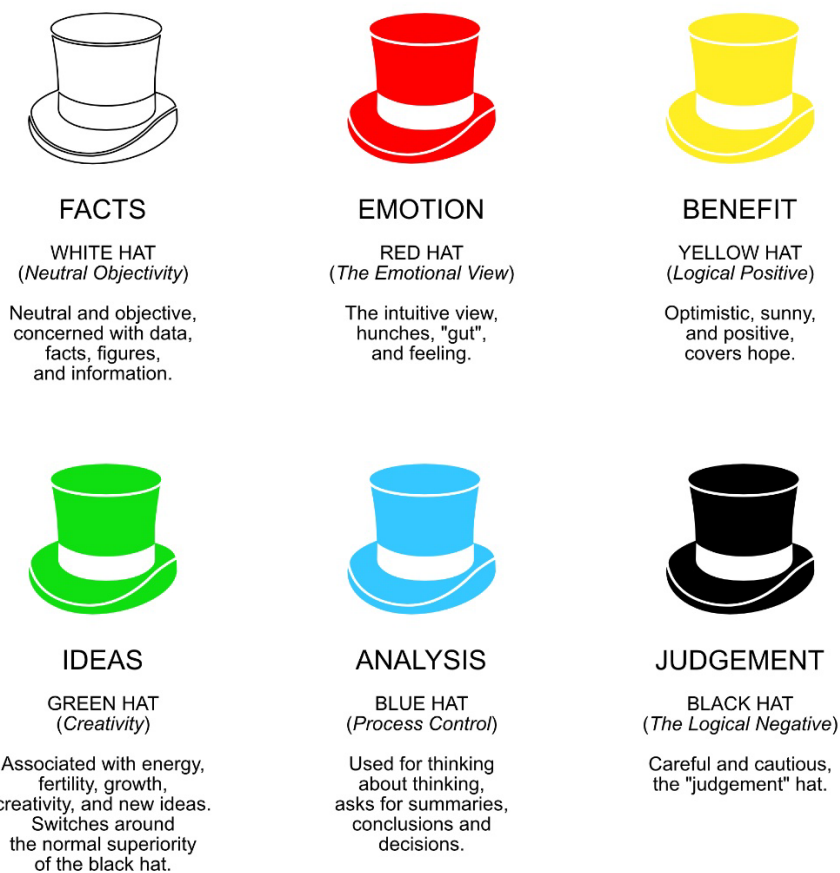 FACTS
WHITE HAT
(Neutral Objectivity)
Neutral and objective,
concerned with data,
facts, figures,
and information.
EMOTION
RED HAT
(The Emotional View)
The intuitive view,
hunches, "gut",
and feeling.
BENEFIT
YELLOW HAT
(Logical Positive)
Optimistic, sunny,
and positive,
covers hope.
IDEAS
GREEN HAT
(Creativity)
Associated with energy,
fertility, growth,
creativity, and new ideas.
Switches around
the normal superiority
of the black hat.
ANALYSIS
BLUE HAT
(Process Control)
Used for thinking
about thinking,
asks for summaries,
conclusions and
decisions.
JUDGEMENT
BLACK HAT
(The Logical Negative)
Careful and cautious,
the "judgement" hat.